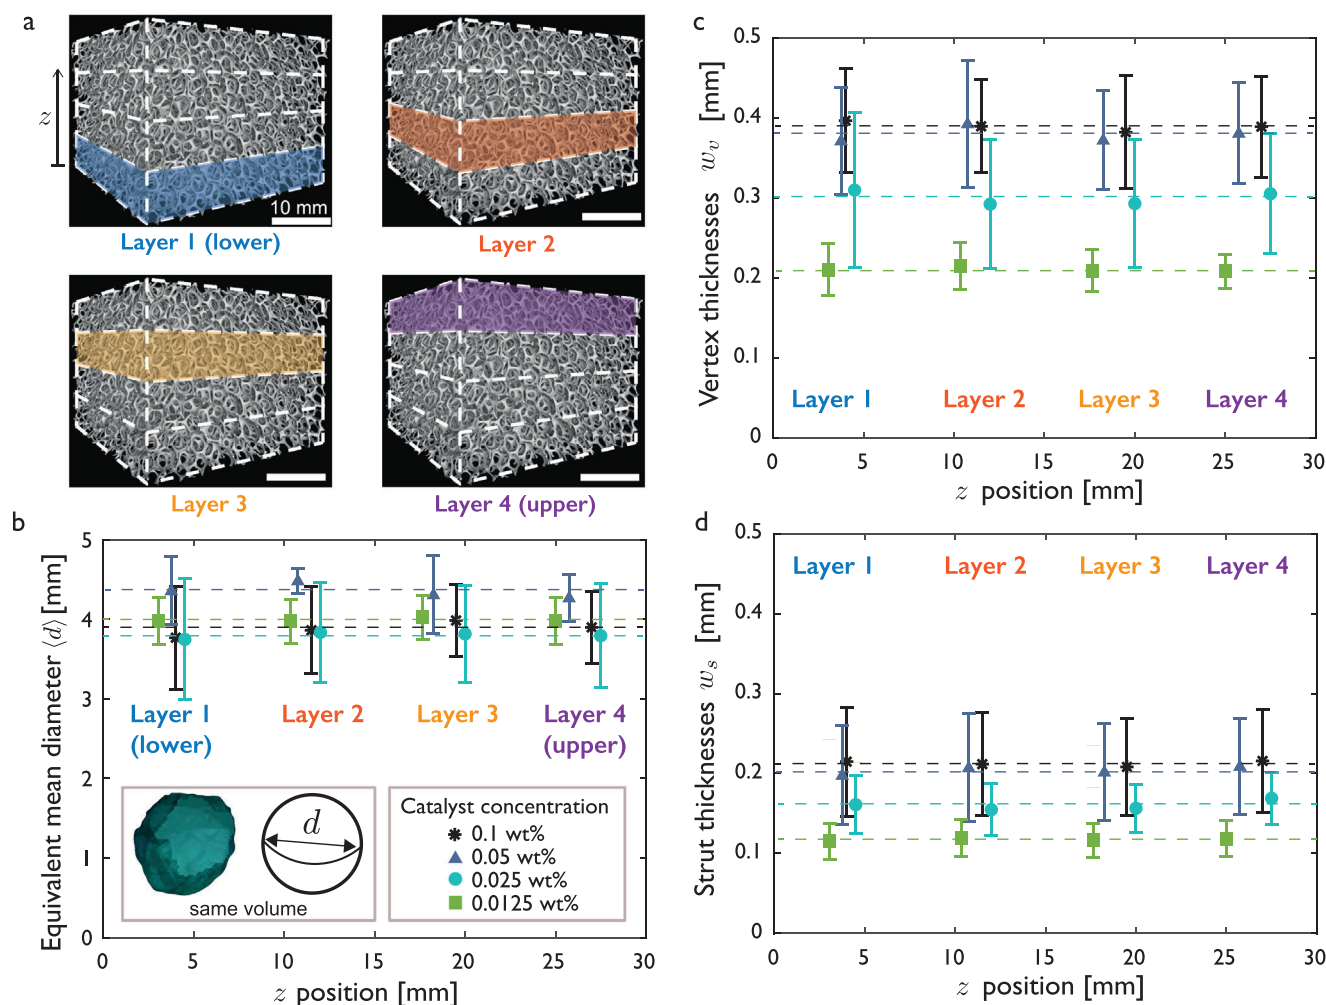 a
z
10 mm
Layer 1 (lower)
Layer 2
Layer 3
Layer 4 (upper)
b
Equivalent mean diameter ⟨d⟩ [mm]
5
4
3
2
1
0
Layer 1
(lower)
Layer 2
Layer 3
Layer 4
(upper)
d
same volume
Catalyst concentration
0.1 wt%
0.05 wt%
0.025 wt%
0.0125 wt%
0 5 10 15 20 25 30
z position [mm]
c
Vertex thicknesses w_v [mm]
0.5
0.4
0.3
0.2
0.1
0
Layer 1 Layer 2 Layer 3 Layer 4
0 5 10 15 20 25 30
z position [mm]
d
Strut thicknesses w_s [mm]
0.5
0.4
0.3
0.2
0.1
0
Layer 1 Layer 2 Layer 3 Layer 4
0 5 10 15 20 25 30
z position [mm]